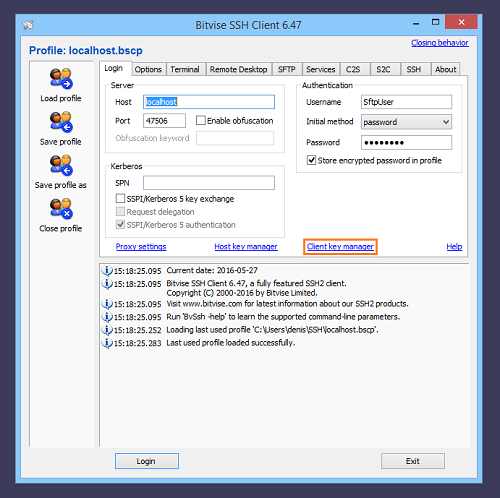 Bitvise SSH Client 6.47
Profile: localhost.bscp
Closing behavior
Load profile
Save profile
Save profile as
Close profile
Login Options Terminal Remote Desktop SFTP Services C2S S2C SSH About
Server
Host localhost
Port 47506 Enable obfuscation
Obfuscation keyword
Kerberos
SPN
SSPI/Kerberos 5 key exchange
Request delegation
SSPI/Kerberos 5 authentication
Authentication
Username SftpUser
Initial method password
Password ●●●●●●●●
Store encrypted password in profile
Proxy settings Host key manager Client key manager Help
15:18:25.095 Current date: 2016-05-27
15:18:25.095 Bitvise SSH Client 6.47, a fully featured SSH2 client.
Copyright (C) 2000-2016 by Bitvise Limited.
15:18:25.095 Visit www.bitvise.com for latest information about our SSH2 products.
15:18:25.095 Run 'BvSsh -help' to learn the supported command-line parameters.
15:18:25.252 Loading last used profile 'C:\Users\denis\SSH\localhost.bscp'.
15:18:25.283 Last used profile loaded successfully.
Login Exit